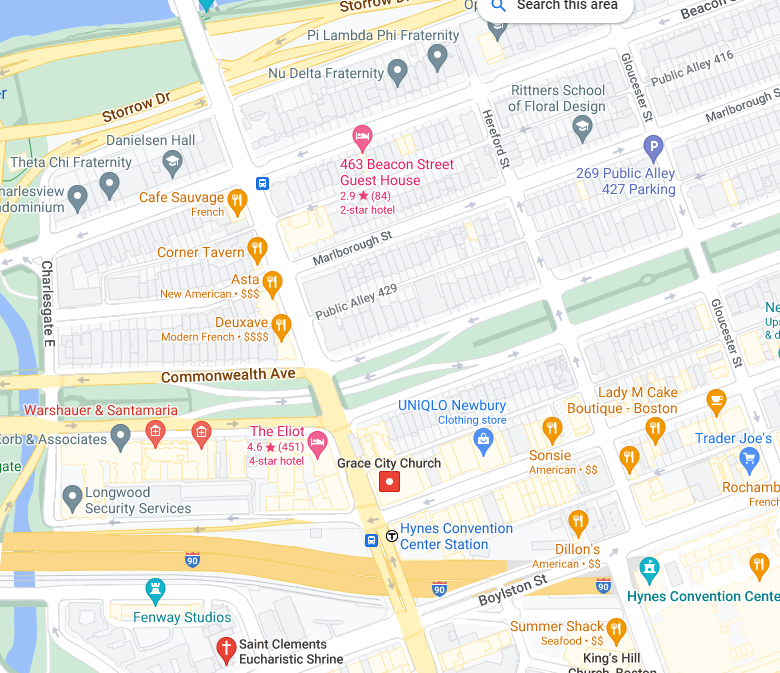 Storrow Dr
Op
Search this area
Beacon S
Pi Lambda Phi Fraternity
Nu Delta Fraternity
Gloucester St
Public Alley 416
Rittners School
of Floral Design
Storrow Dr
er
Marlborough S
Hereford St
Danielsen Hall
Theta Chi Fraternity
463 Beacon Street
Guest House
2.9 ★ (84)
2-star hotel
P
269 Public Alley
427 Parking
harlesview
ndominium
Cafe Sauvage
French
Marlborough St
Corner Tavern
Charlesgate E
Asta
New American • $$$
Public Alley 429
Deuxave
Modern French • $$$$
Gloucester St
Ne
Ups
& d
Commonwealth Ave
Lady M Cake
Boutique - Boston
Warshauer & Santamaria
UNIQLO Newbury
Clothing store
Korb & Associates
The Eliot
4.6 ★ (451)
4-star hotel
Trader Joe's
Sonsie
American • $$
gate
Grace City Church
Rochamb
French
Longwood
Security Services
Hynes Convention
Center Station
T
Dillon's
American • $$
90
90
90
Boylston St
Hynes Convention Cente
Fenway Studios
Summer Shack
Seafood • $$
Saint Clements
Eucharistic Shrine
King's Hill
Church, Boston